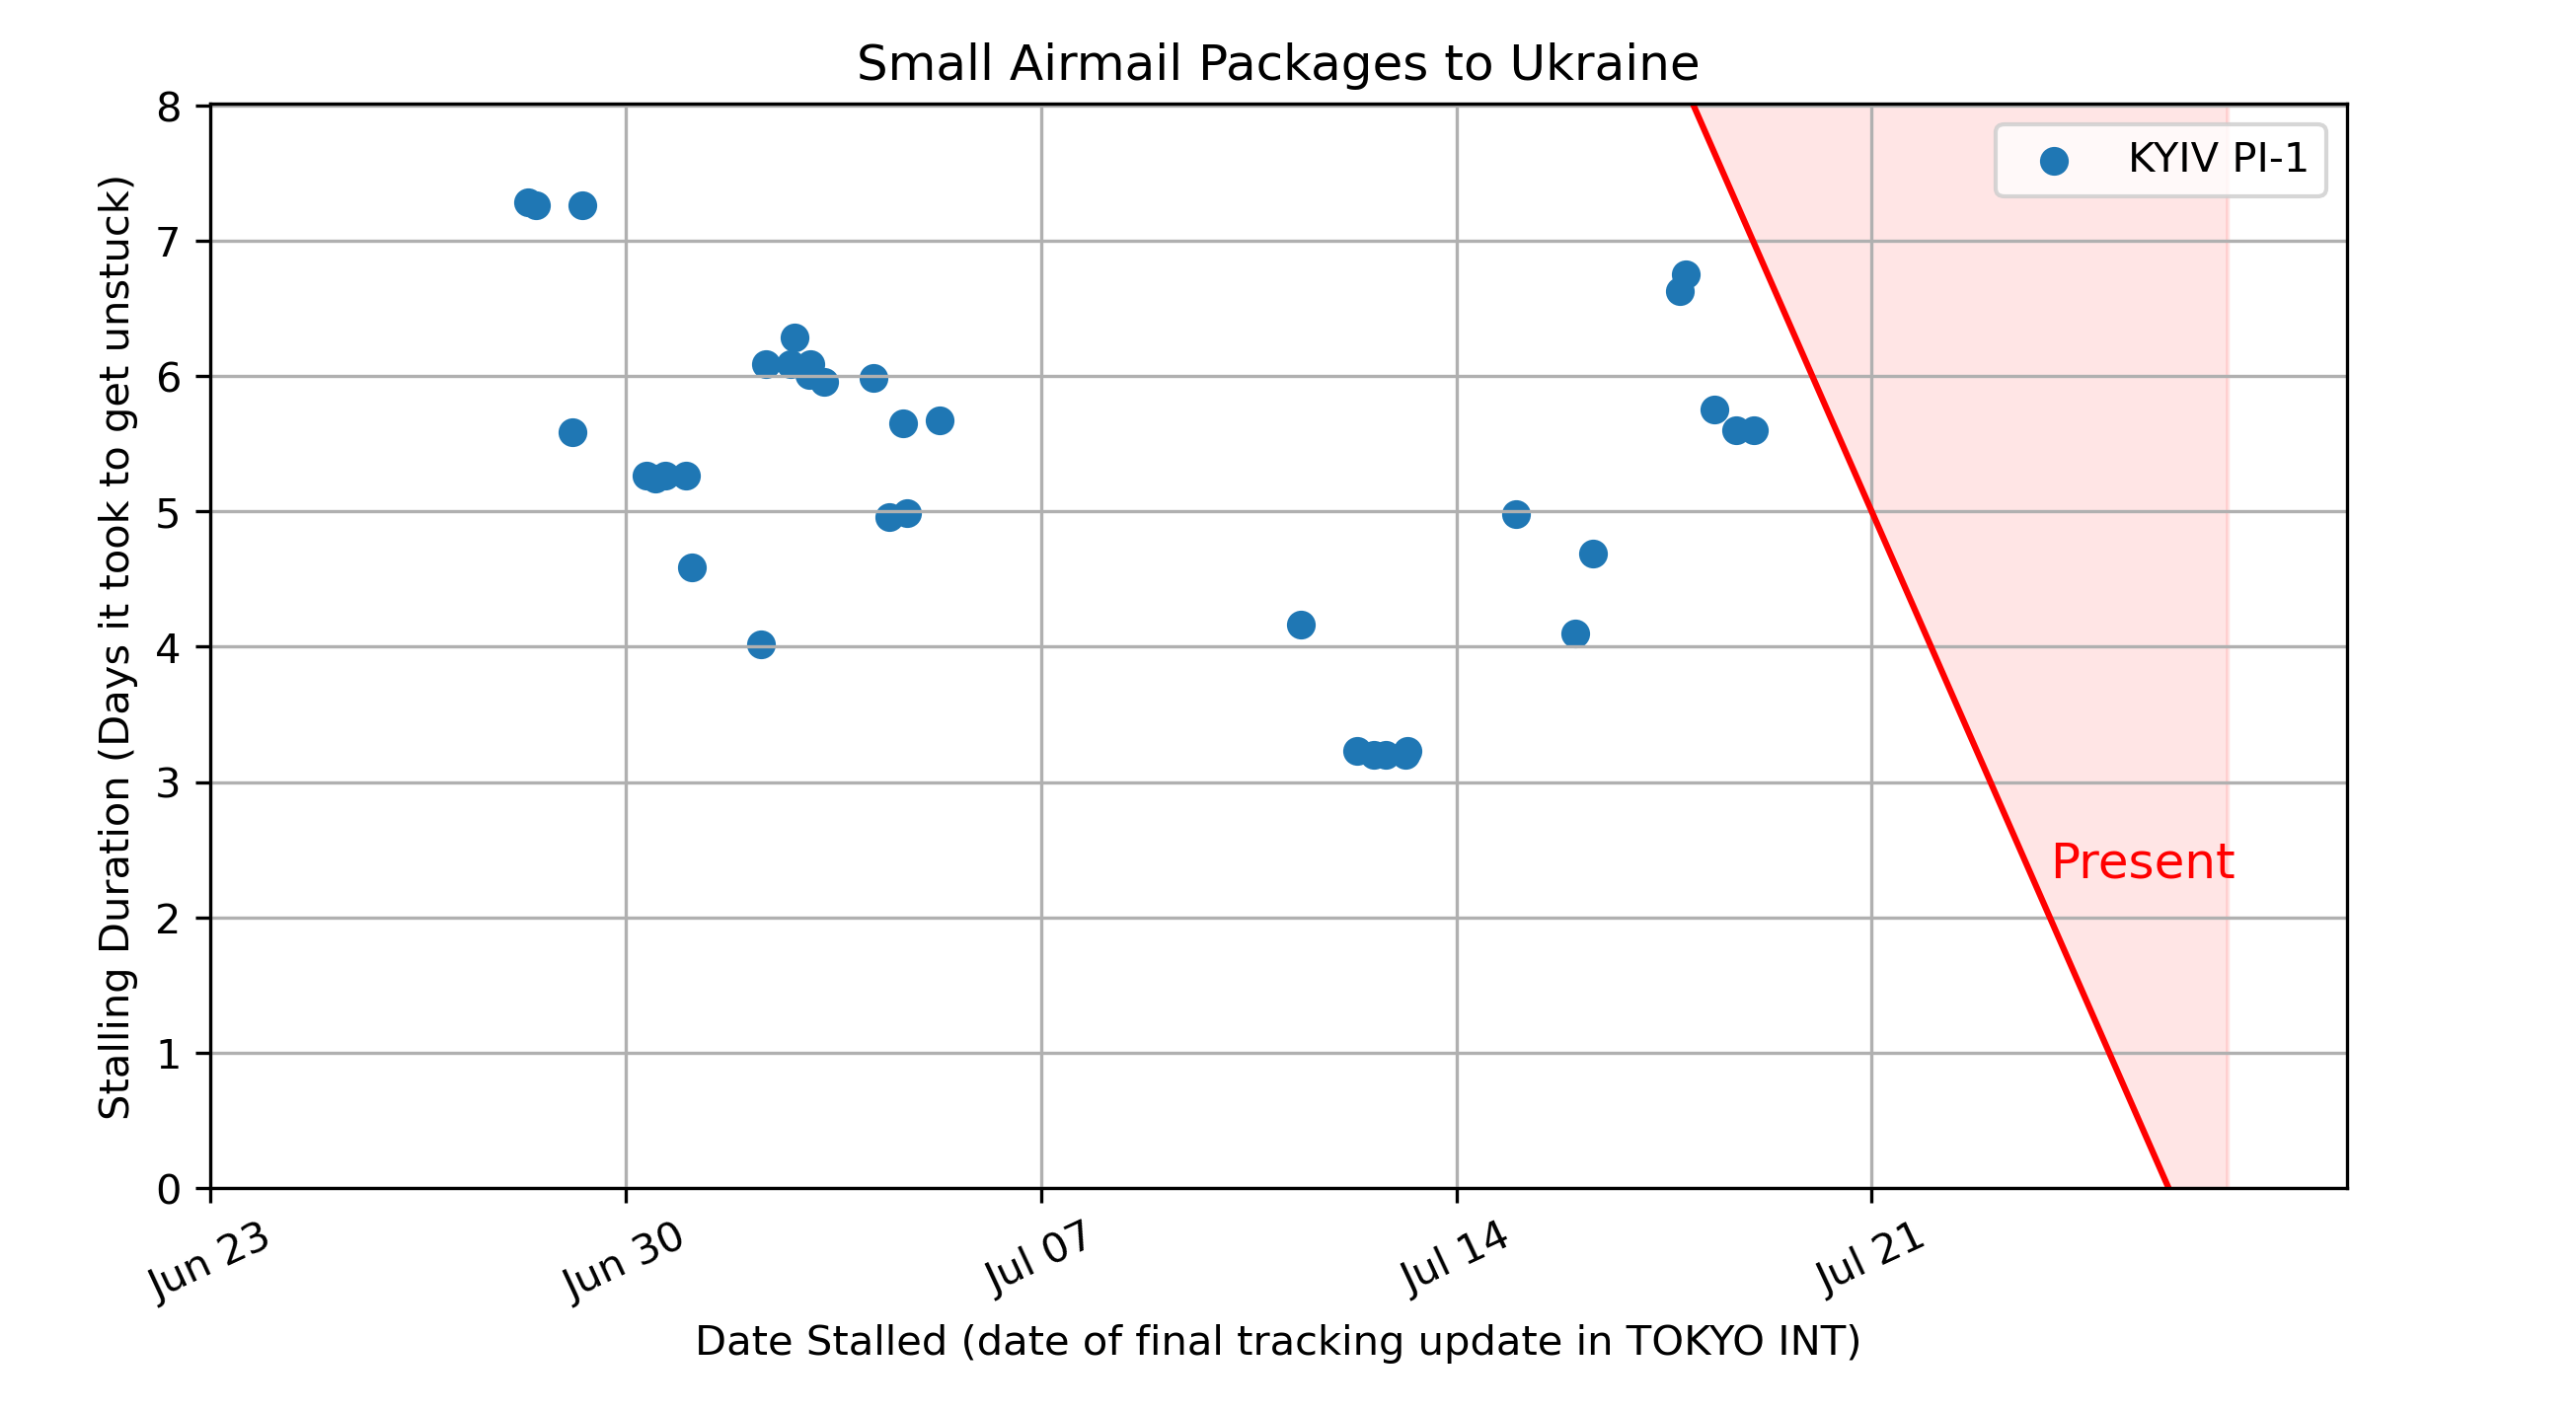 Small Airmail Packages to Ukraine
KYIV PI-1
8
7
6
5
4
3
2
1
0
Stalling Duration (Days it took to get unstuck)
Present
Jun 23
Jun 30
Jul 07
Jul 14
Jul 21
Date Stalled (date of final tracking update in TOKYO INT)